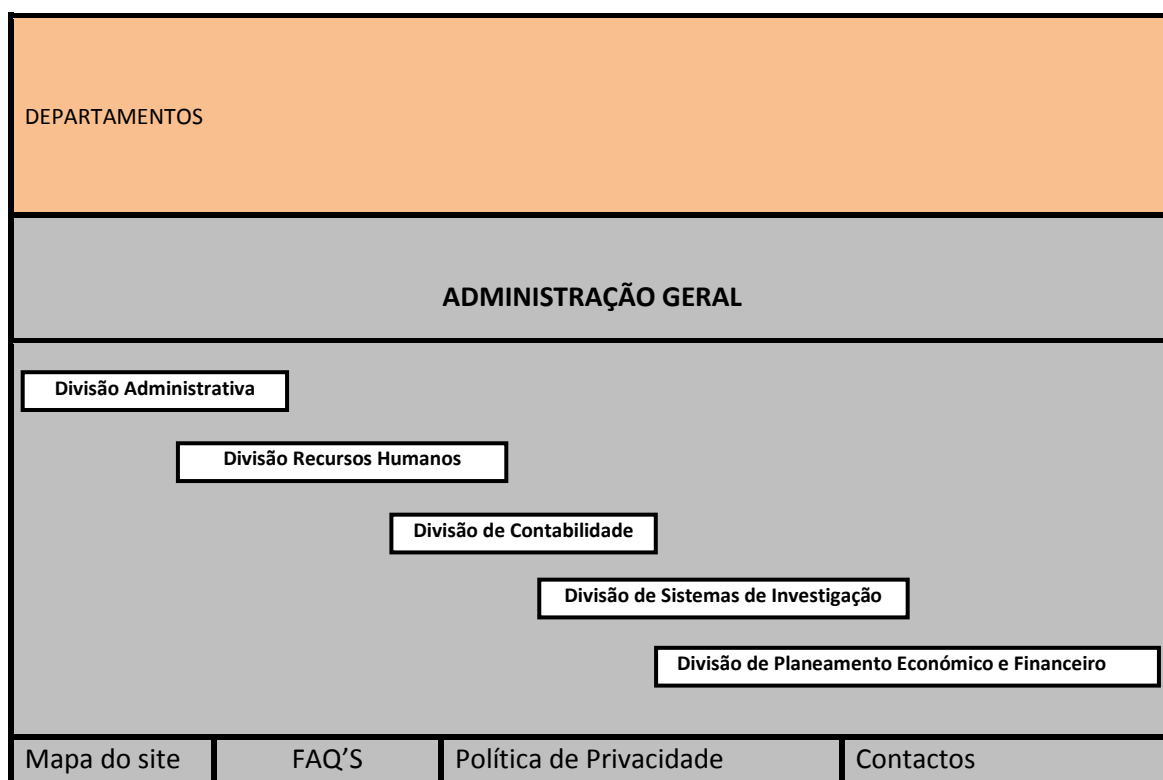 DEPARTAMENTOS
ADMINISTRAÇÃO GERAL
Divisão Administrativa
Divisão Recursos Humanos
Divisão de Contabilidade
Divisão de Sistemas de Investigação
Divisão de Planeamento Económico e Financeiro
Mapa do site FAQ’S Política de Privacidade Contactos